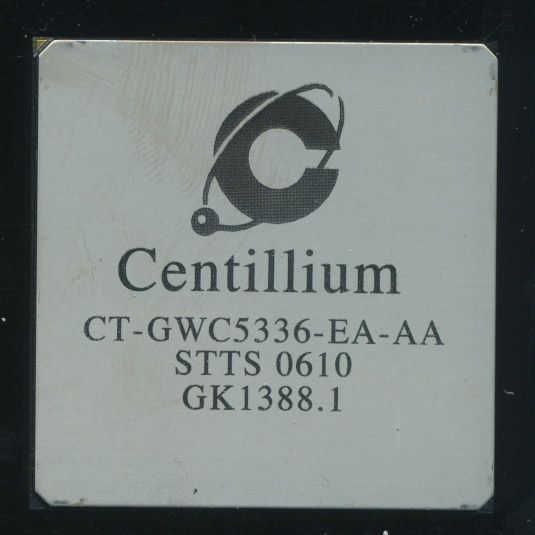 Centillium
CT-GWC5336-EA-AA
STTS 0610
GK1388.1